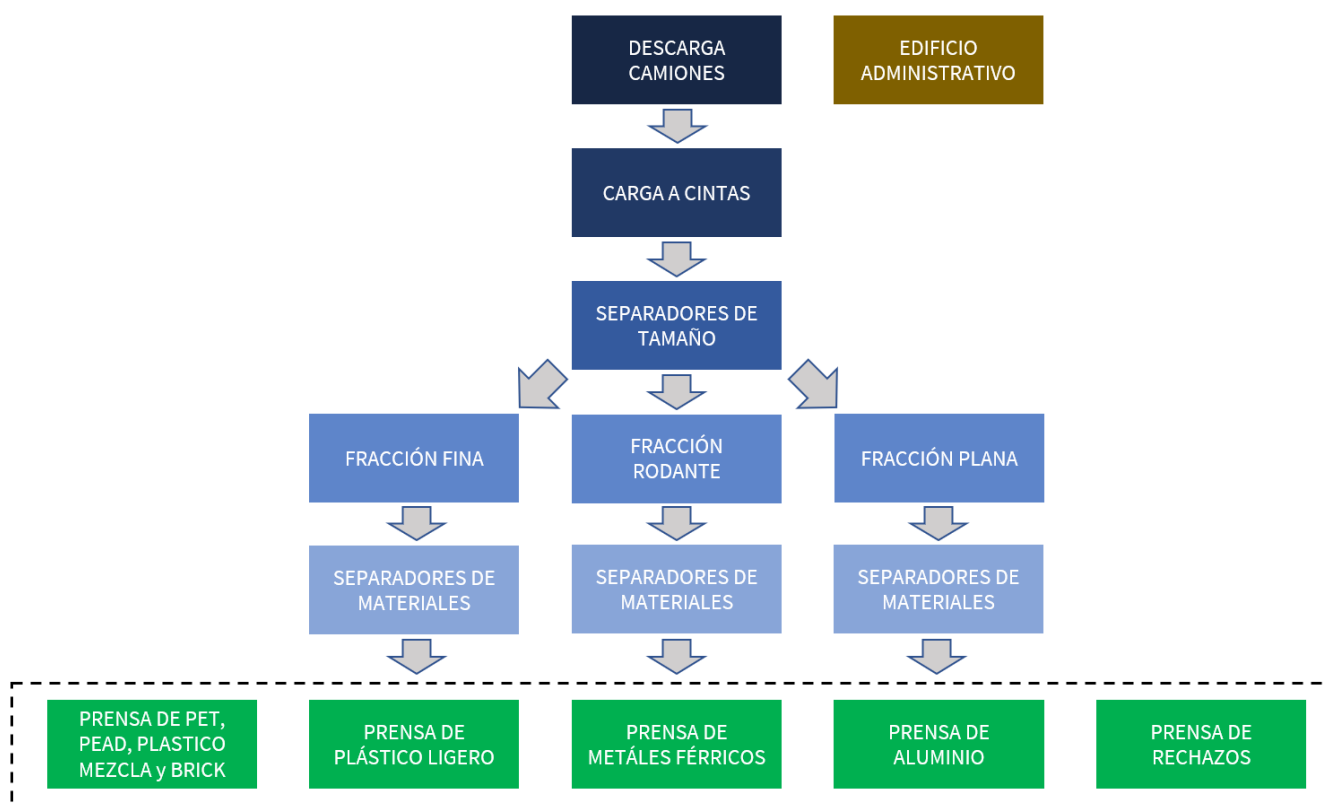 DESCARGA
CAMIONES
EDIFICIO
ADMINISTRATIVO
CARGA A CINTAS
SEPARADORES DE
TAMAÑO
FRACCIÓN FINA
FRACCIÓN
RODANTE
FRACCIÓN PLANA
SEPARADORES DE
MATERIALES
SEPARADORES DE
MATERIALES
SEPARADORES DE
MATERIALES
PRENSA DE PET,
PEAD, PLASTICO
MEZCLA y BRICK
PRENSA DE
PLÁSTICO LIGERO
PRENSA DE
METÁLES FÉRRICOS
PRENSA DE
ALUMINIO
PRENSA DE
RECHAZOS